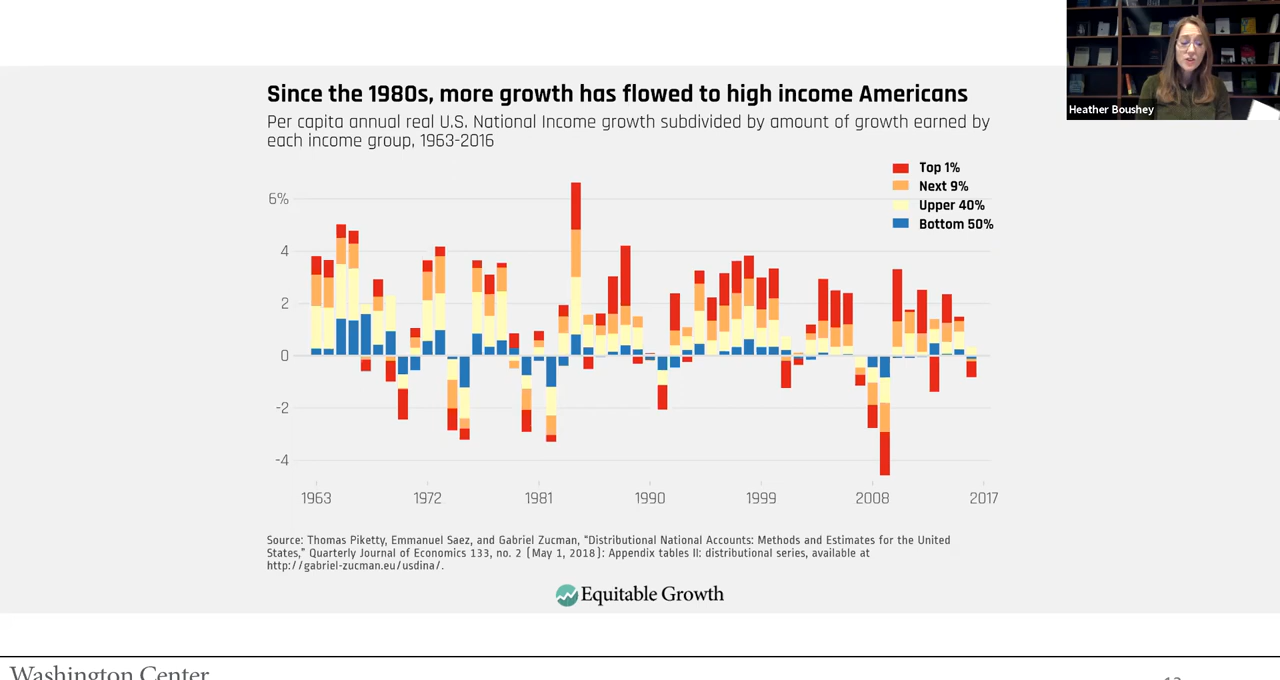 Heather Boushey
Since the 1980s, more growth has flowed to high income Americans
Per capita annual real U.S. National Income growth subdivided by amount of growth earned by
each income group, 1963-2016
Top 1%
Next 9%
Upper 40%
Bottom 50%
6%
4
2
0
-2
-4
1963
1972
1981
1990
1999
2008
2017
Source: Thomas Piketty, Emmanuel Saez, and Gabriel Zucman, “Distributional National Accounts: Methods and Estimates for the United
States,” Quarterly Journal of Economics 133, no. 2 (May 1, 2018): Appendix tables II: distributional series, available at
http://gabriel-zucman.eu/usdina/.
Equitable Growth
Washington Center